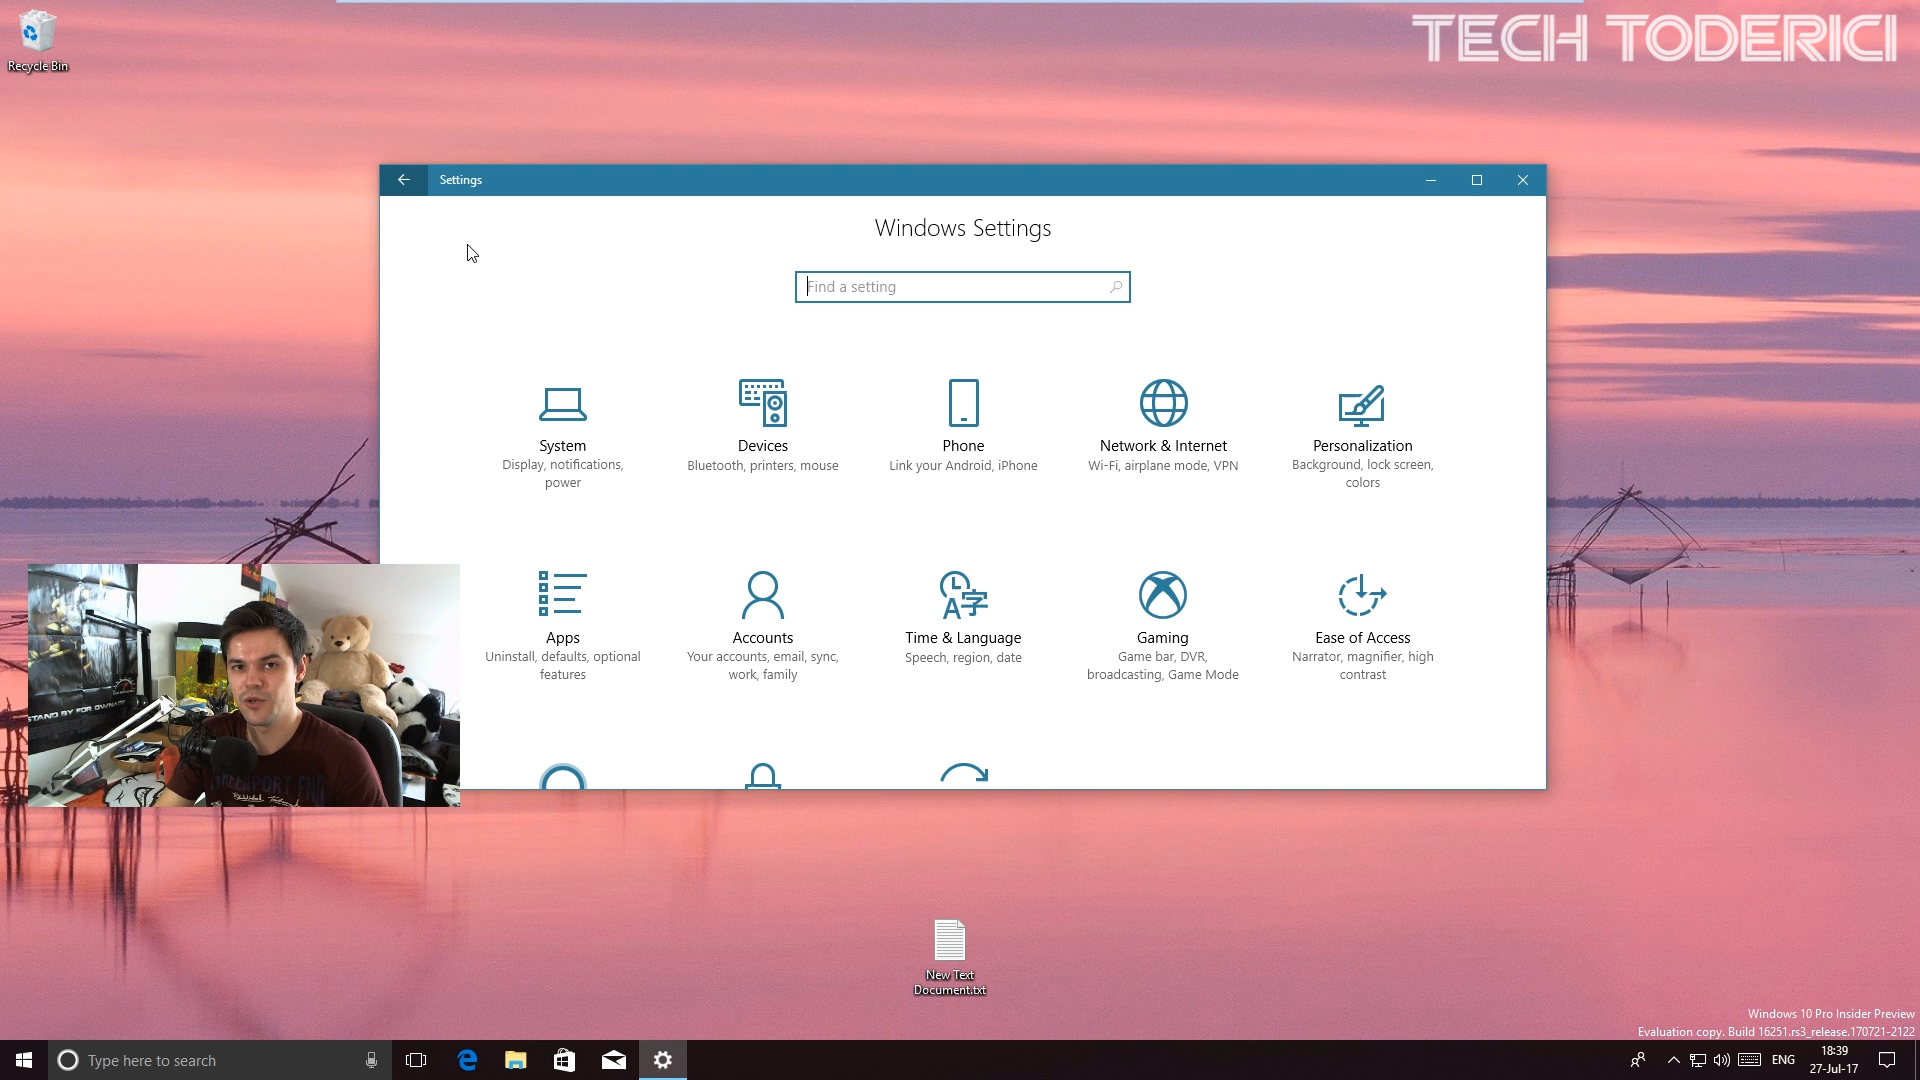 TECH TODERICI
Recycle Bin
Settings
Windows Settings
Find a setting
System
Display, notifications,
power
Devices
Bluetooth, printers, mouse
Phone
Link your Android, iPhone
Network & Internet
Wi-Fi, airplane mode, VPN
Personalization
Background, lock screen,
colors
Apps
Uninstall, defaults, optional
features
Accounts
Your accounts, email, sync,
work, family
Time & Language
Speech, region, date
Gaming
Game bar, DVR,
broadcasting, Game Mode
Ease of Access
Narrator, magnifier, high
contrast
STAND BY FOR
New Text
Document.txt
Windows 10 Pro Insider Preview
Evaluation copy. Build 16251.rs3_release.170721-2122
Type here to search
ENG
18:39
27-Jul-17